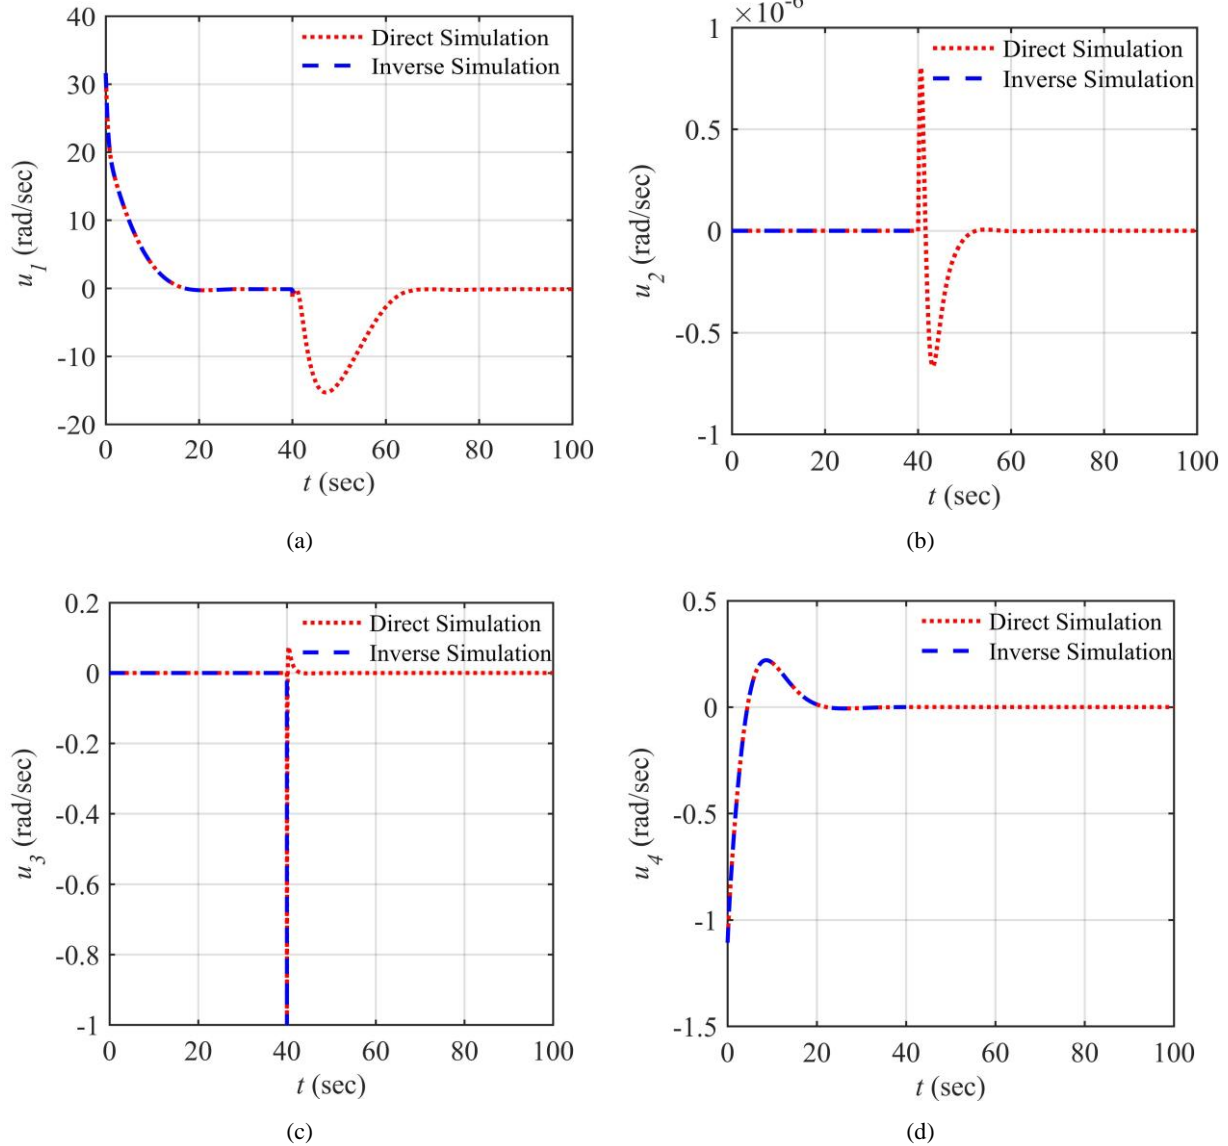 40
30
20
10
0
-10
-20
0 20 40 60 80 100
u1 (rad/sec)
t (sec)
Direct Simulation
Inverse Simulation
(a)
×10-6
1
0.5
0
-0.5
-1
0 20 40 60 80 100
u2 (rad/sec)
t (sec)
Direct Simulation
Inverse Simulation
(b)
0.2
0
-0.2
-0.4
-0.6
-0.8
-1
0 20 40 60 80 100
u3 (rad/sec)
t (sec)
Direct Simulation
Inverse Simulation
(c)
0.5
0
-0.5
-1
-1.5
0 20 40 60 80 100
u4 (rad/sec)
t (sec)
Direct Simulation
Inverse Simulation
(d)